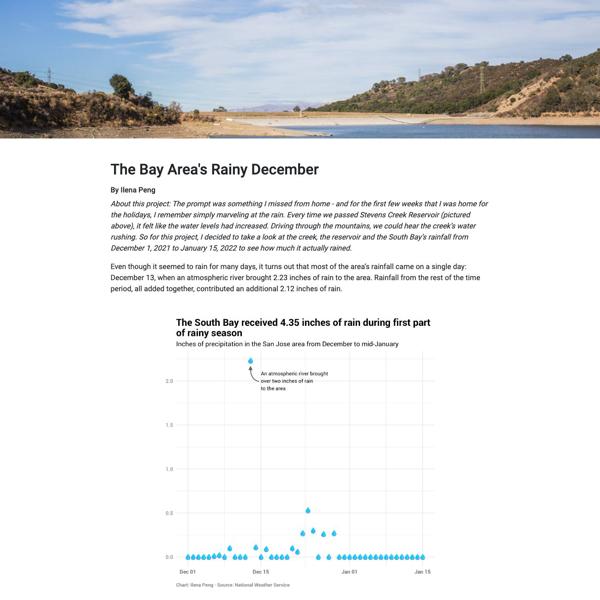 The Bay Area's Rainy December
By Ilena Peng
About this project: The prompt was something I missed from home - and for the first few weeks that I was home for
the holidays, I remember simply marveling at the rain. Every time we passed Stevens Creek Reservoir (pictured
above), it felt like the water levels had increased. Driving through the mountains, we could hear the creek's water
rushing. So for this project, I decided to take a look at the creek, the reservoir and the South Bay's rainfall from
December 1, 2021 to January 15, 2022 to see how much it actually rained.
Even though it seemed to rain for many days, it turns out that most of the area's rainfall came on a single day:
December 13, when an atmospheric river brought 2.23 inches of rain to the area. Rainfall from the rest of the time
period, all added together, contributed an additional 2.12 inches of rain.
The South Bay received 4.35 inches of rain during first part
of rainy season
Inches of precipitation in the San Jose area from December to mid-January
An atmospheric river brought
over two inches of rain
to the area
2.0
1.5
1.0
0.5
0.0
Dec 01 Dec 15 Jan 01 Jan 15
Chart: Ilena Peng · Source: National Weather Service